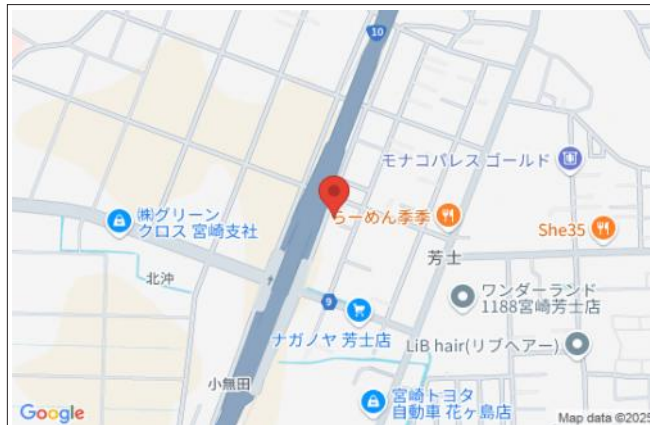 10
モナコパレス ゴールド
らーめん季季
㈱グリーン
クロス 宮崎支社
She35
芳士
北沖
ワンダーランド
1188宮崎芳士店
9
ナガノヤ 芳士店
LiB hair(リブヘアー)
小無田
宮崎トヨタ
自動車 花ヶ島店
Google
Map data ©2025